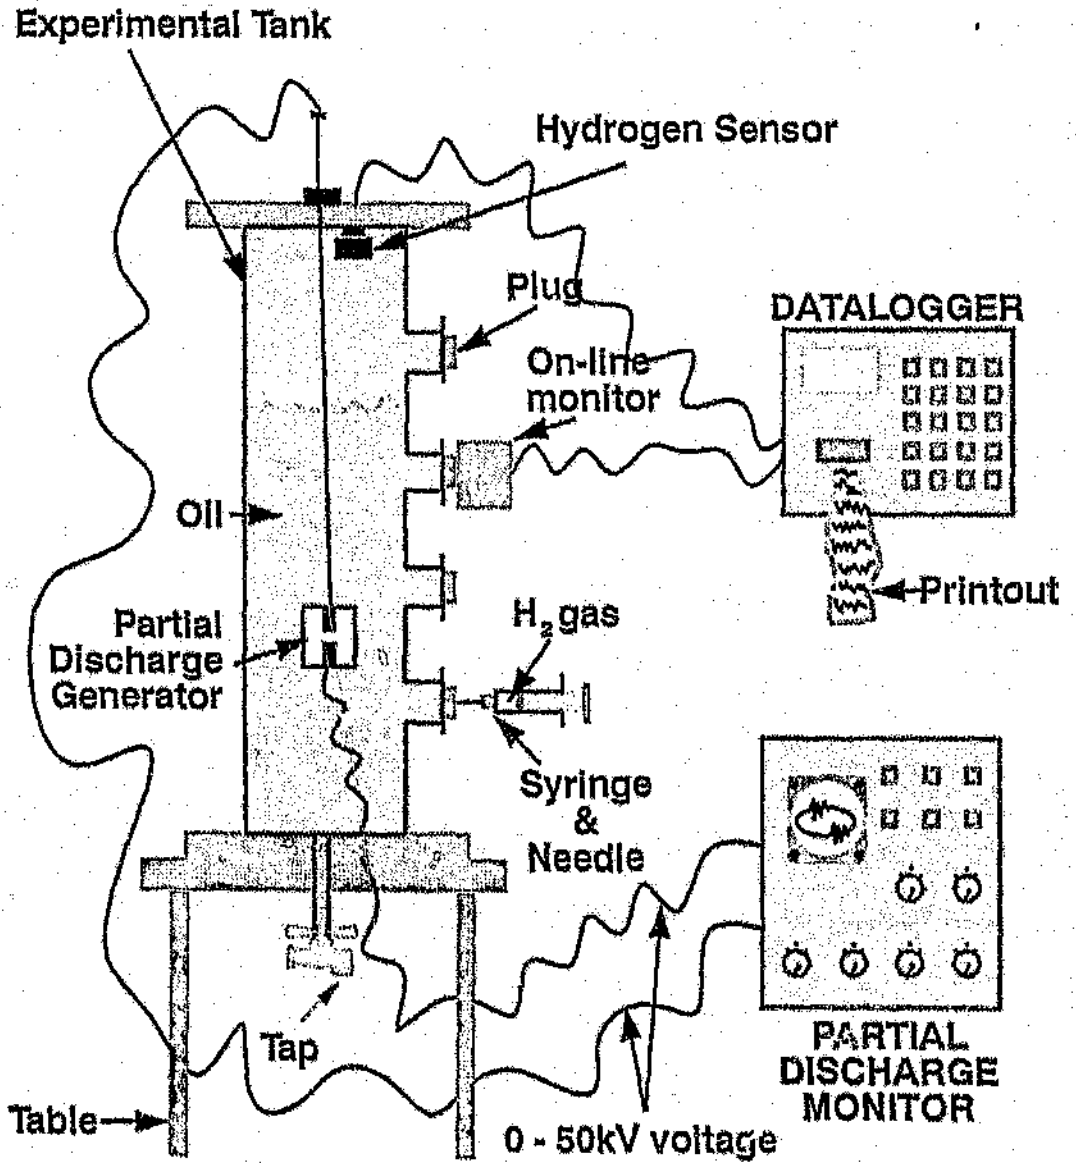 Experimental Tank
Hydrogen Sensor
Plug
DATALOGGER
On-line
monitor
Oil
Printout
Partial
Discharge
Generator
H₂ gas
Syringe
&
Needle
Tap
PARTIAL
DISCHARGE
MONITOR
Table
0 - 50kV voltage